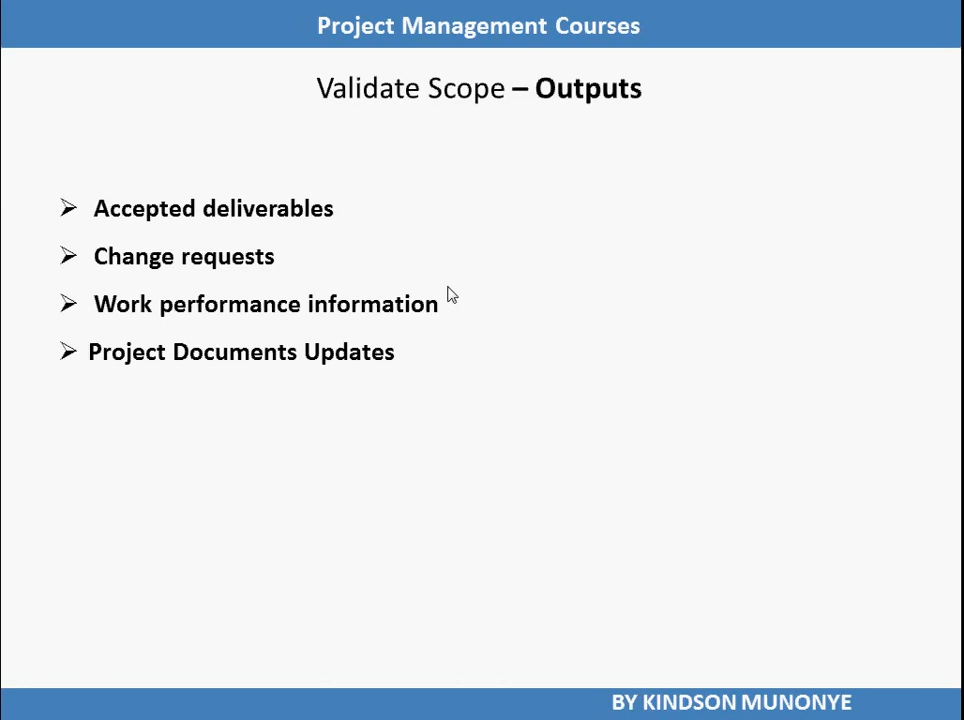 Project Management Courses
Validate Scope – Outputs
Accepted deliverables
Change requests
Work performance information
Project Documents Updates
BY KINDSON MUNONYE